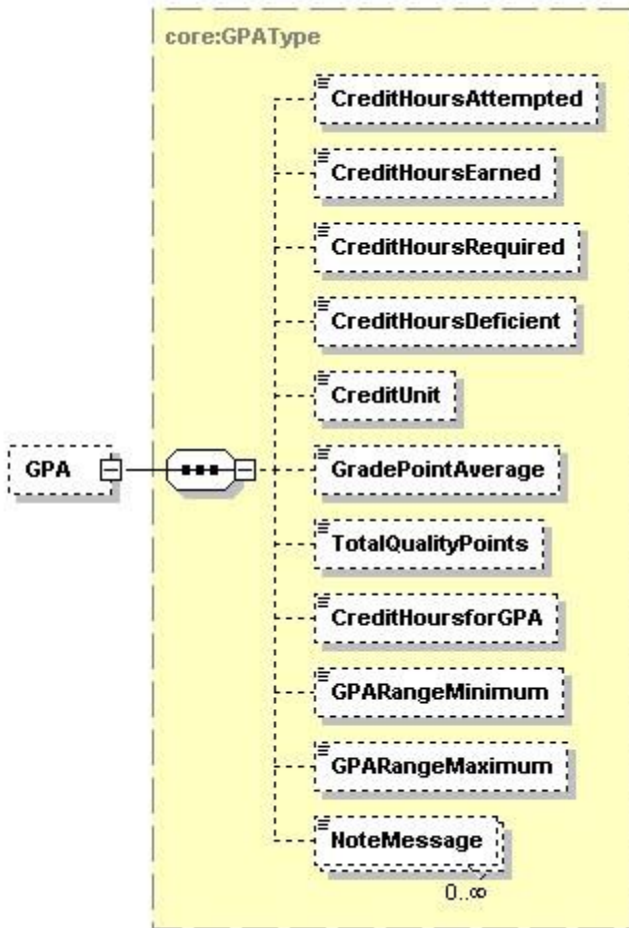 core:GPAType
CreditHoursAttempted
CreditHoursEarned
CreditHoursRequired
CreditHoursDeficient
CreditUnit
GPA
GradePointAverage
TotalQualityPoints
CreditHoursforGPA
GPARangeMinimum
GPARangeMaximum
NoteMessage
0..∞